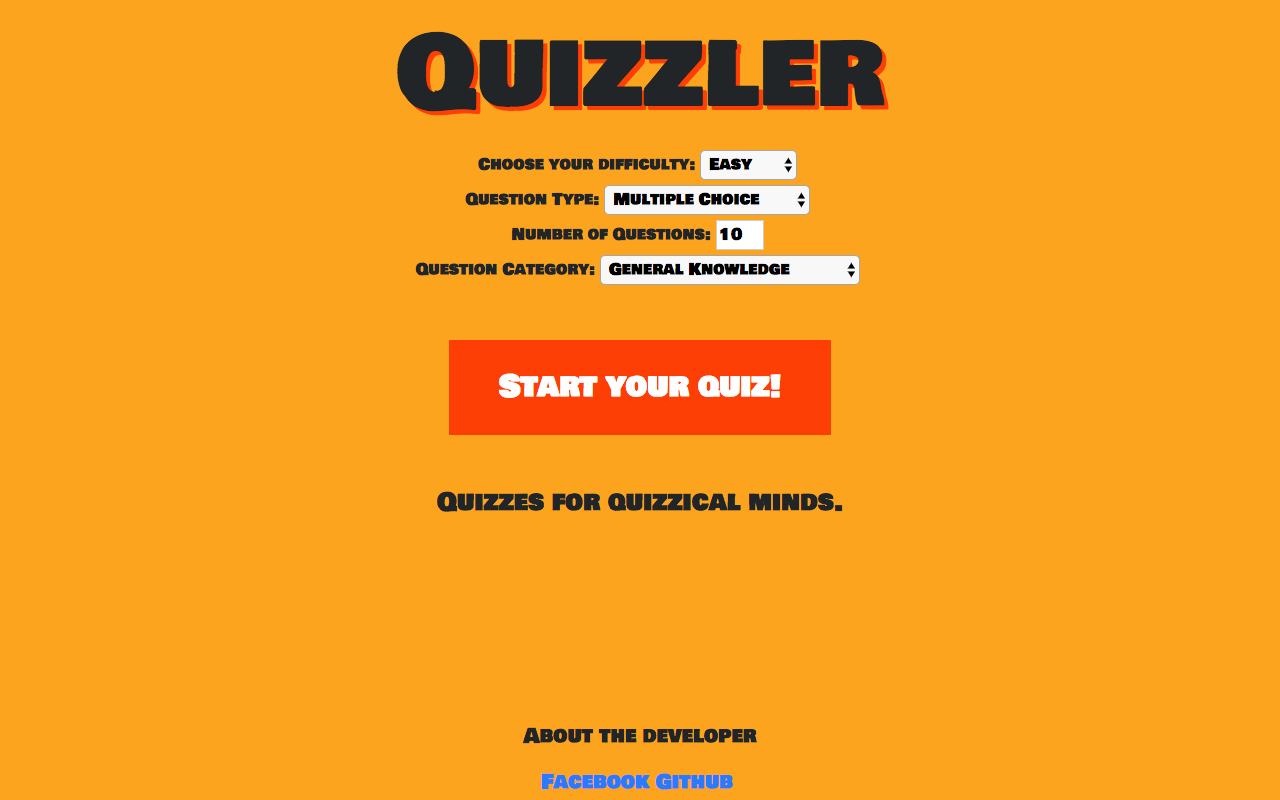 Quizzler
Choose your difficulty: Easy
Question Type: Multiple Choice
Number of Questions: 10
Question Category: General Knowledge
Start your quiz!
Quizzes for quizzical minds.
About the developer
Facebook Github